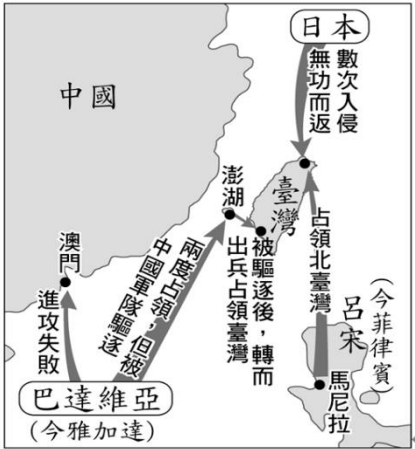 日本
數次入侵
無功而返
中國
澎湖
臺灣
澳門
進攻失敗
兩度占領，但被
中國軍隊驅逐
被驅逐後，轉而
出兵占領臺灣
占領北臺灣
呂宋
(今菲律賓)
馬尼拉
巴達維亞
(今雅加達)